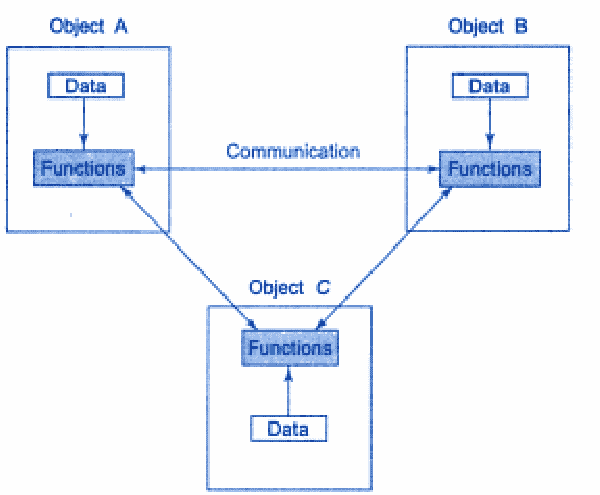 Object A
Object B
Data
Data
Communication
Functions
Functions
Object C
Functions
Data